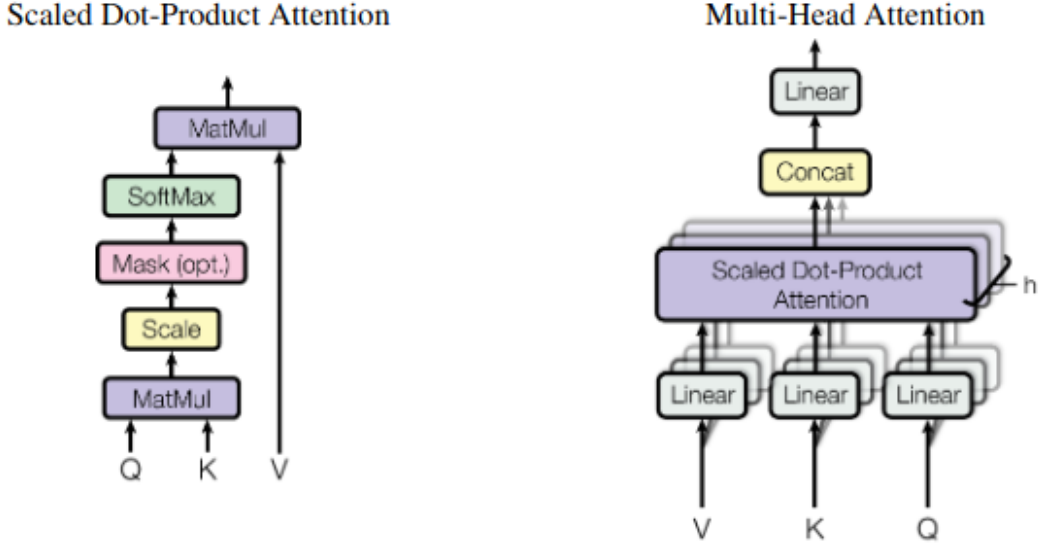 Scaled Dot-Product Attention
MatMul
SoftMax
Mask (opt.)
Scale
MatMul
Q K V
Multi-Head Attention
Linear
Concat
Scaled Dot-Product
Attention
h
Linear Linear Linear
V K Q